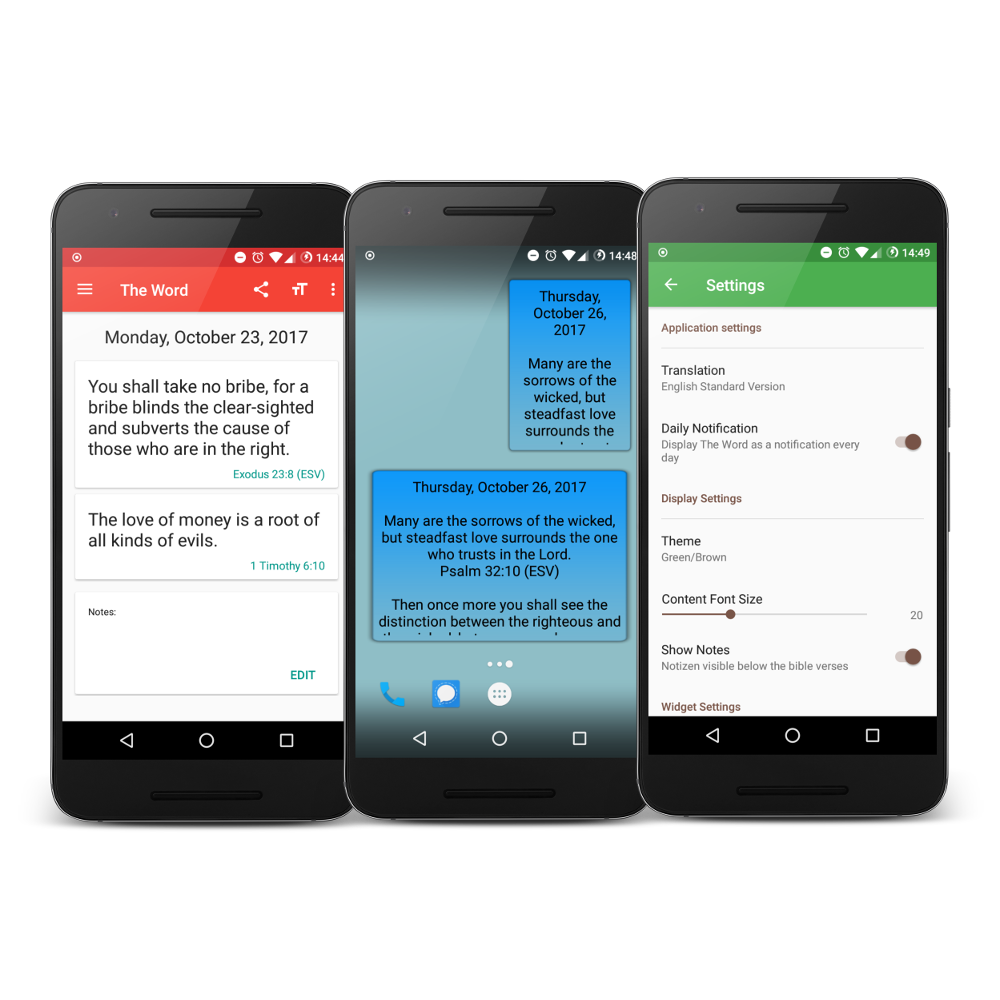 14:44
The Word
Monday, October 23, 2017
You shall take no bribe, for a
bribe blinds the clear-sighted
and subverts the cause of
those who are in the right.
Exodus 23:8 (ESV)
The love of money is a root of
all kinds of evils.
1 Timothy 6:10
Notes:
EDIT
14:48
Thursday,
October 26,
2017
Many are the
sorrows of the
wicked, but
steadfast love
surrounds the
Thursday, October 26, 2017
Many are the sorrows of the wicked,
but steadfast love surrounds the one
who trusts in the Lord.
Psalm 32:10 (ESV)
Then once more you shall see the
distinction between the righteous and
14:49
Settings
Application settings
Translation
English Standard Version
Daily Notification
Display The Word as a notification every
day
Display Settings
Theme
Green/Brown
Content Font Size
20
Show Notes
Notizen visible below the bible verses
Widget Settings